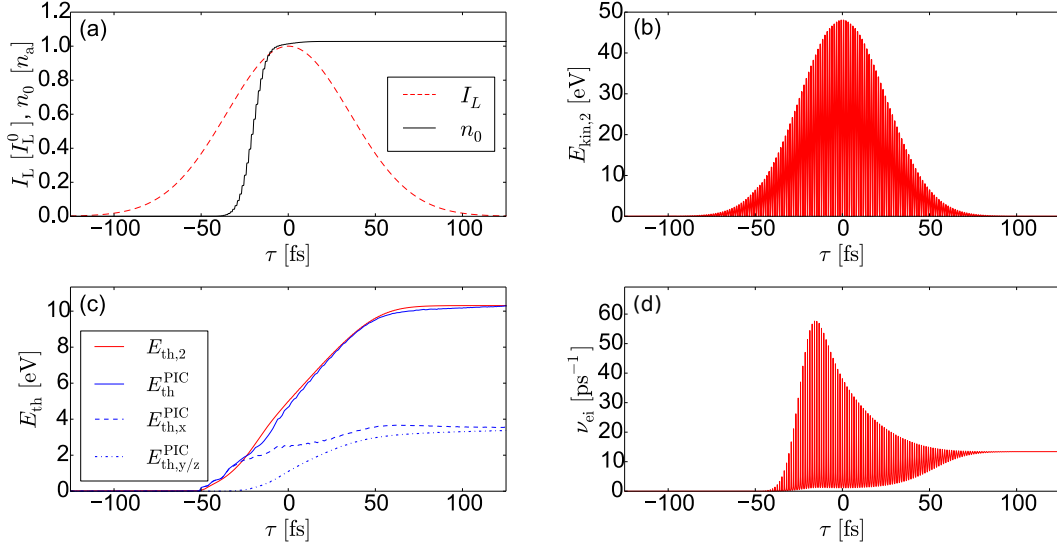 (a)
I_L [I_L^0], n_0 [n_a]
1.2
1.0
0.8
0.6
0.4
0.2
0.0
I_L
n_0
−100 −50 0 50 100
τ [fs]
(b)
E_kin,2 [eV]
50
40
30
20
10
0
−100 −50 0 50 100
τ [fs]
(c)
E_th [eV]
10
8
6
4
2
0
E_th,2
E_th^PIC
E_th,x^PIC
E_th,y/z^PIC
−100 −50 0 50 100
τ [fs]
(d)
ν_ei [ps^−1]
60
50
40
30
20
10
0
−100 −50 0 50 100
τ [fs]